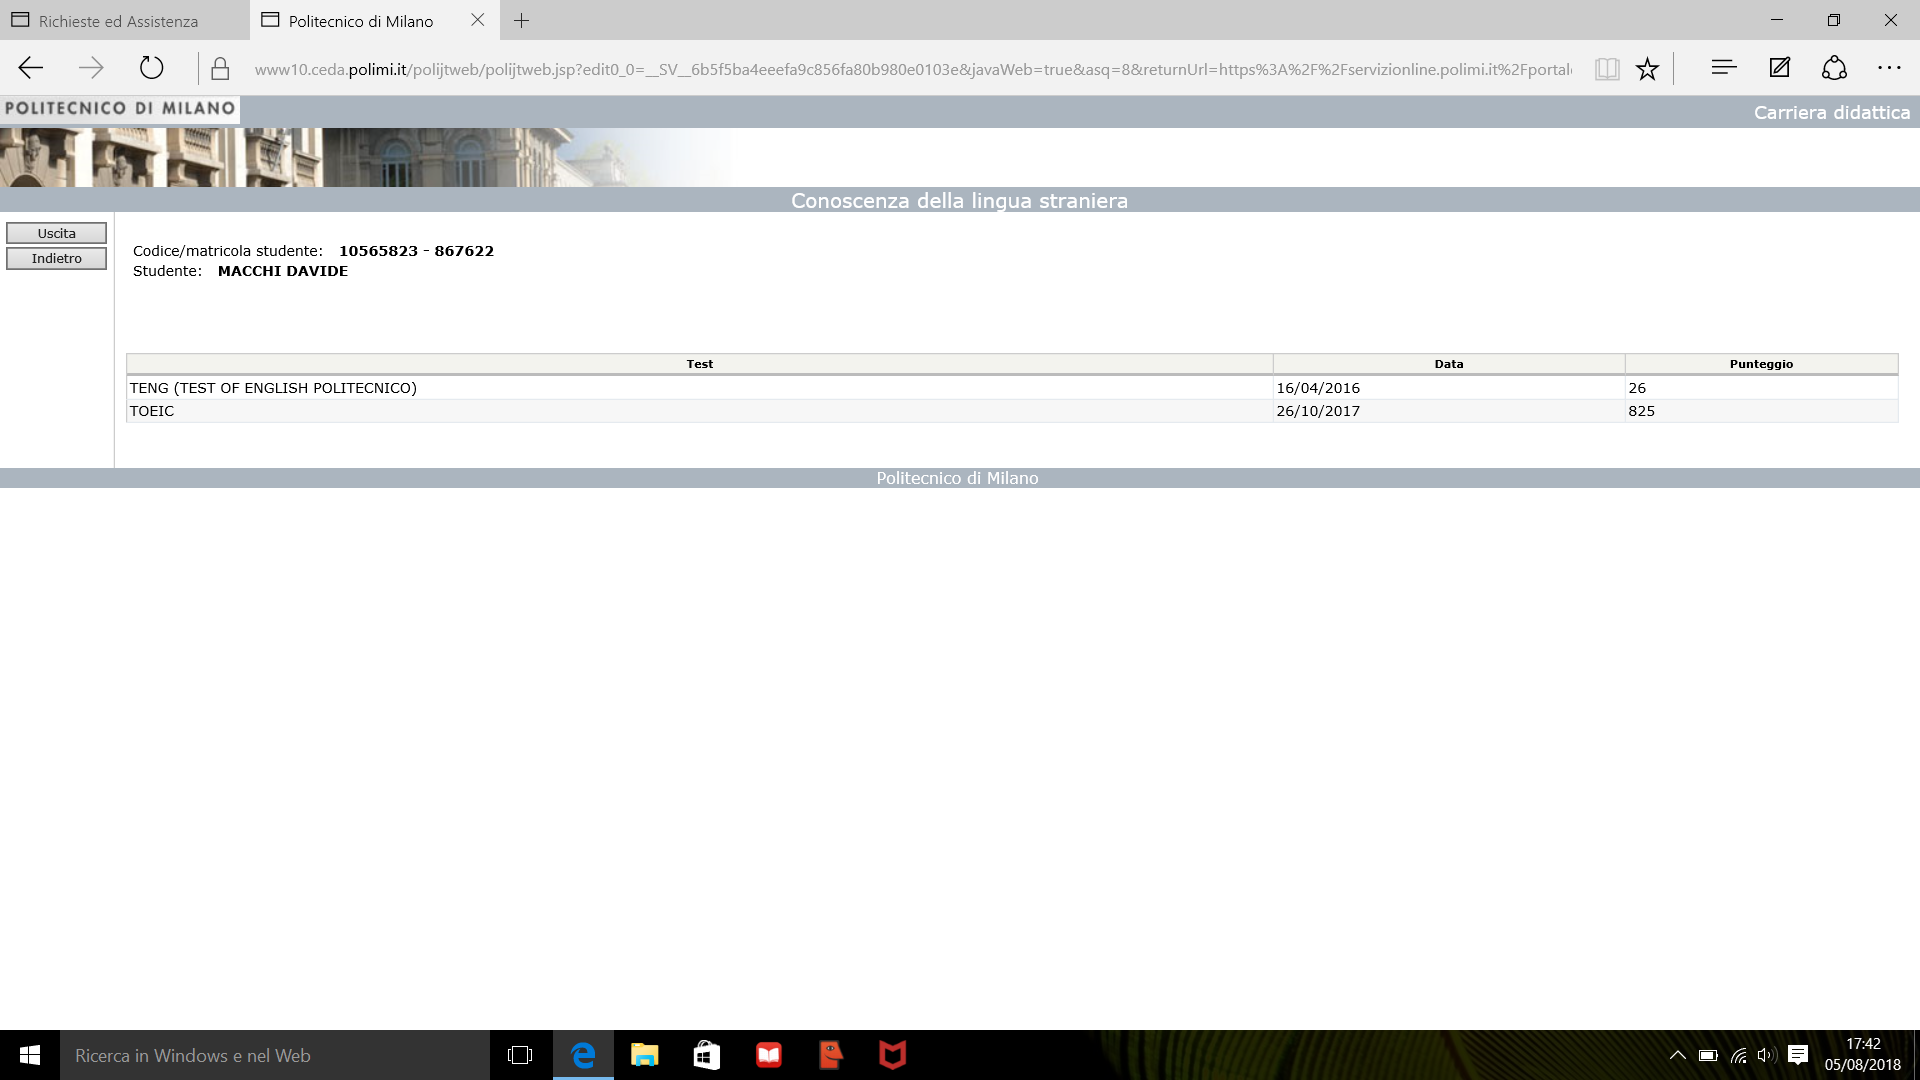 Richieste ed Assistenza
Politecnico di Milano
www10.ceda.polimi.it/polijtweb/polijtweb.jsp?edit0_0=__SV__6b5f5ba4eeefa9c856fa80b980e0103e&javaWeb=true&asq=8&returnUrl=https%3A%2F%2Fservizionline.polimi.it%2Fportal
POLITECNICO DI MILANO
Carriera didattica
Conoscenza della lingua straniera
Uscita
Indietro
Codice/matricola studente: 10565823 - 867622
Studente: MACCHI DAVIDE
Test Data Punteggio
TENG (TEST OF ENGLISH POLITECNICO) 16/04/2016 26
TOEIC 26/10/2017 825
Politecnico di Milano
Ricerca in Windows e nel Web
17:42
05/08/2018